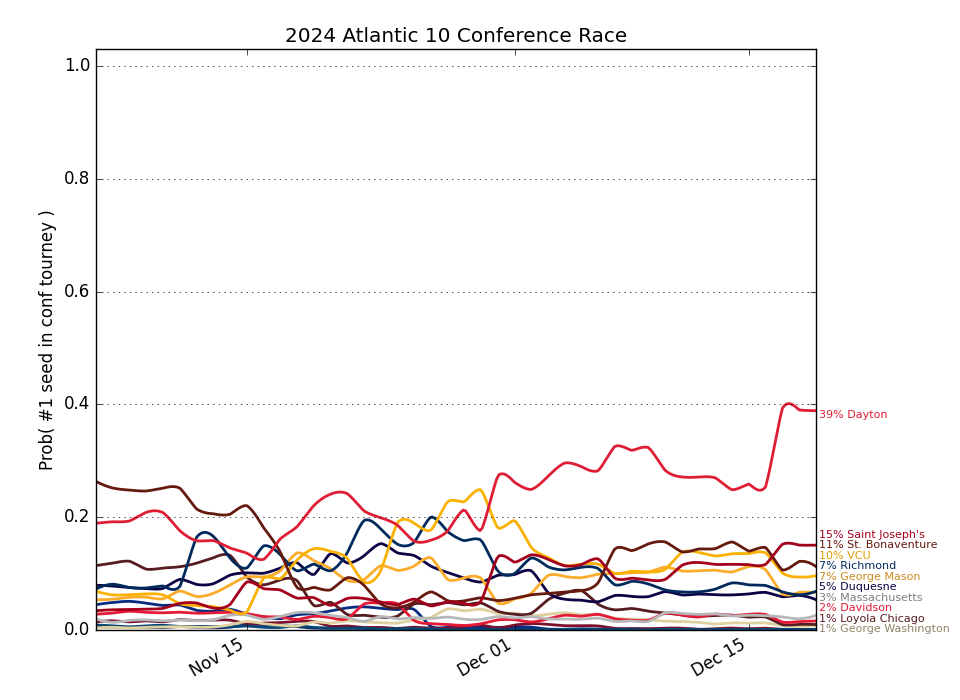 2024 Atlantic 10 Conference Race
Prob( #1 seed in conf tourney )
1.0
0.8
0.6
0.4
0.2
0.0
Nov 15
Dec 01
Dec 15
39% Dayton
15% Saint Joseph's
11% St. Bonaventure
10% VCU
7% Richmond
7% George Mason
5% Duquesne
3% Massachusetts
2% Davidson
1% Loyola Chicago
1% George Washington